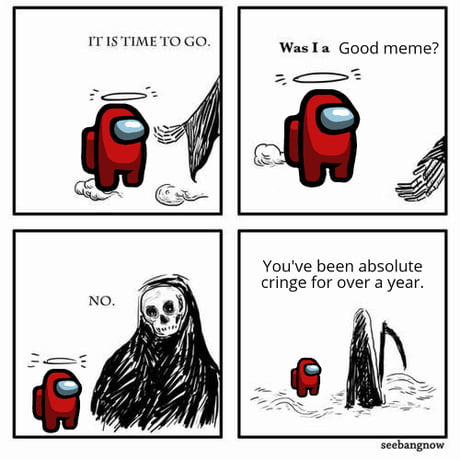 IT IS TIME TO GO.
Was I a Good meme?
NO.
You've been absolute
cringe for over a year.
seebangnow